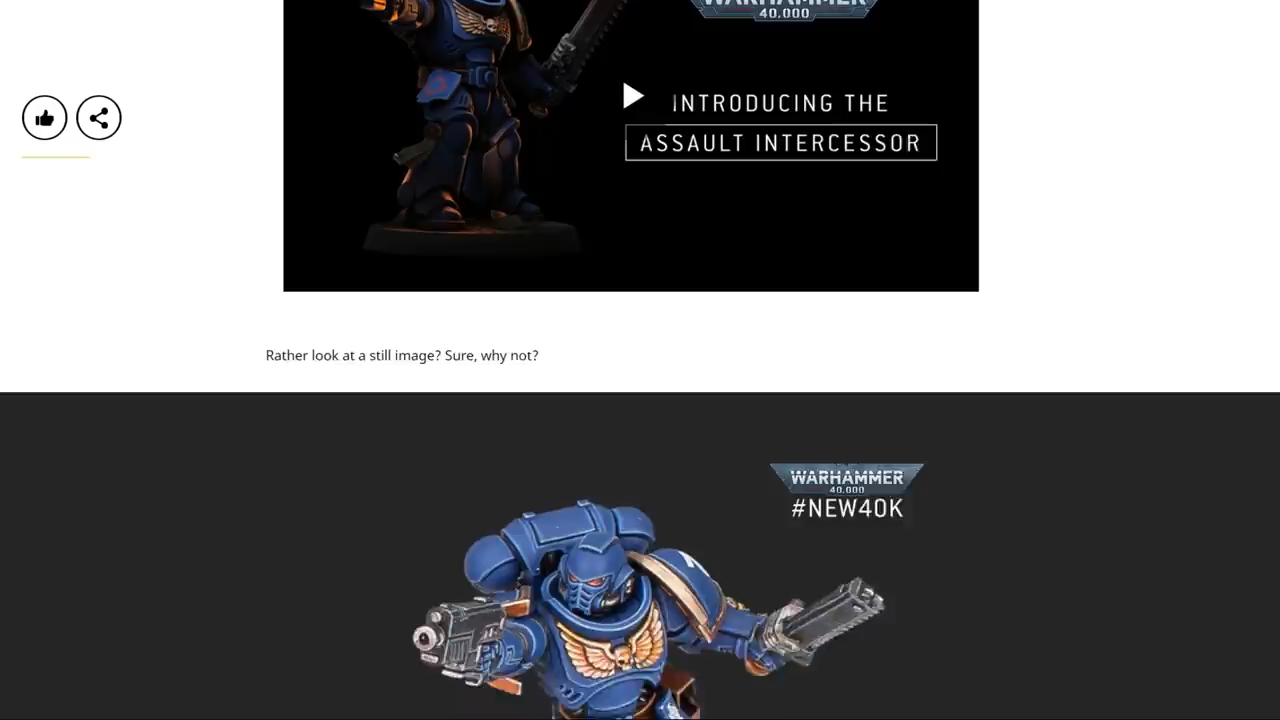 WARHAMMER
40,000
INTRODUCING THE
ASSAULT INTERCESSOR
Rather look at a still image? Sure, why not?
WARHAMMER
40,000
#NEW40K